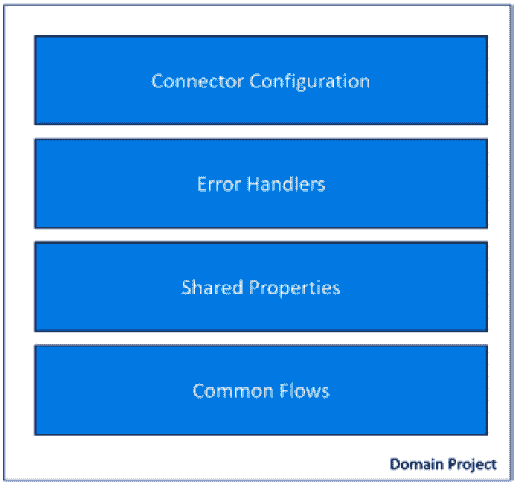 Connector Configuration
Error Handlers
Shared Properties
Common Flows
Domain Project